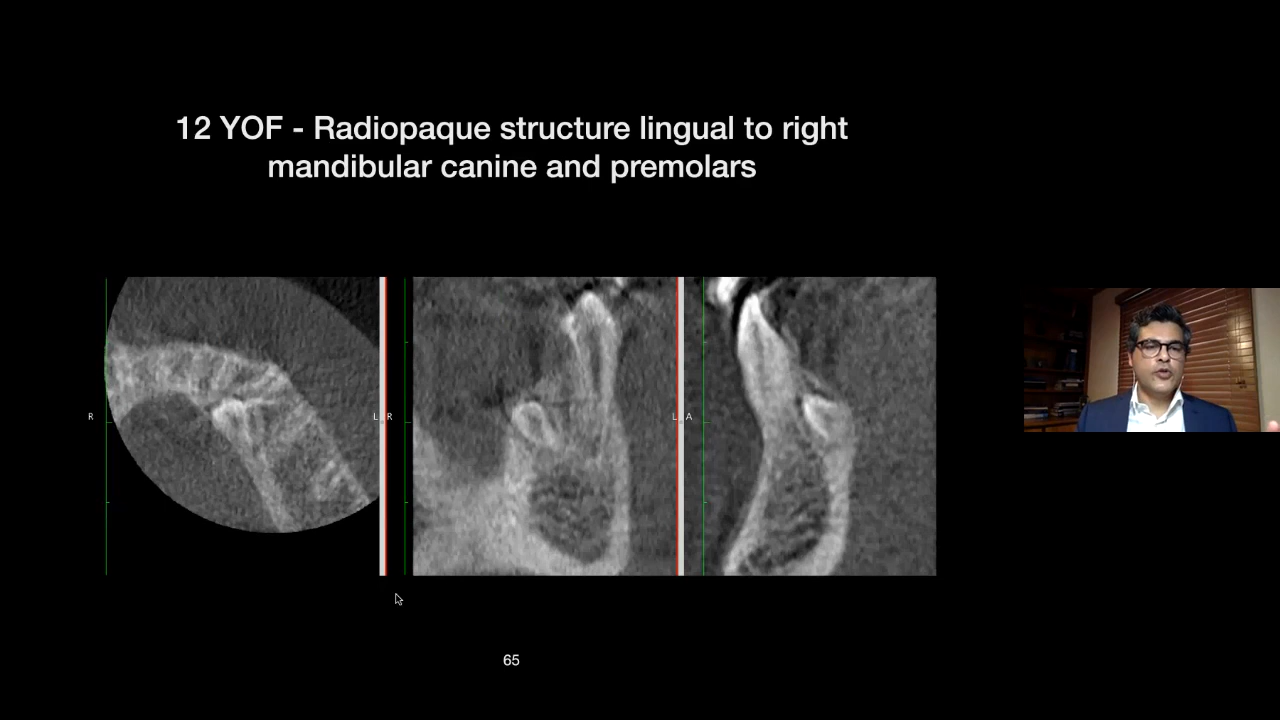 12 YOF - Radiopaque structure lingual to right
mandibular canine and premolars
R
L R
L A
65